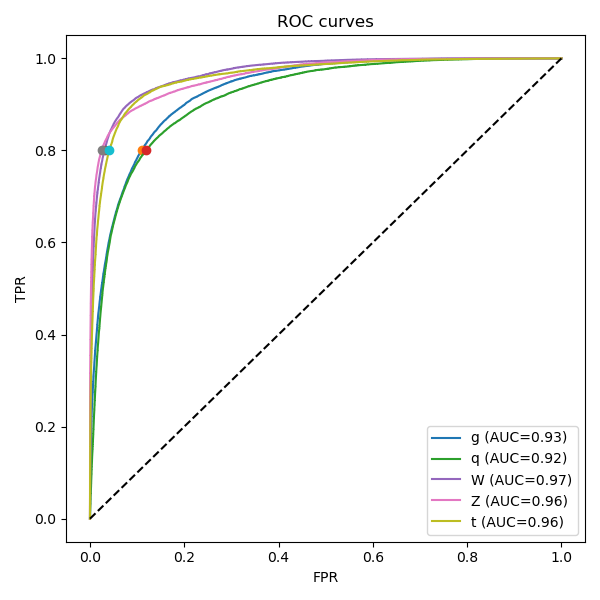 ROC curves
TPR
1.0
0.8
0.6
0.4
0.2
0.0
g (AUC=0.93)
q (AUC=0.92)
W (AUC=0.97)
Z (AUC=0.96)
t (AUC=0.96)
0.0 0.2 0.4 0.6 0.8 1.0
FPR